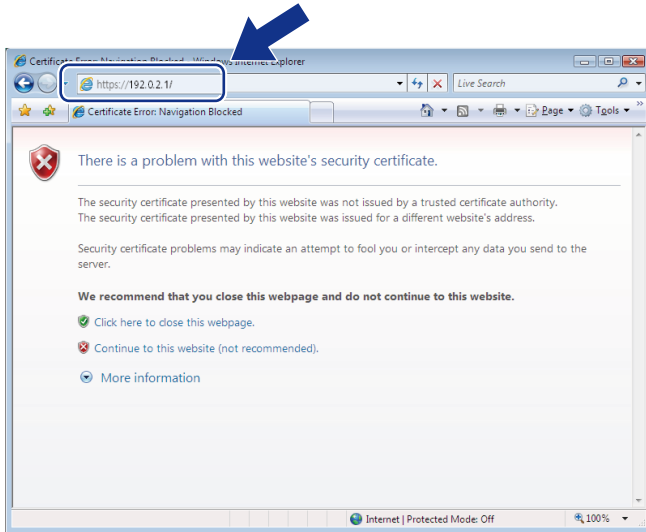 Certificate Error: Navigation Blocked - Windows Internet Explorer
https://192.0.2.1/
Live Search
Certificate Error: Navigation Blocked
Page
Tools
There is a problem with this website's security certificate.
The security certificate presented by this website was not issued by a trusted certificate authority.
The security certificate presented by this website was issued for a different website's address.
Security certificate problems may indicate an attempt to fool you or intercept any data you send to the
server.
We recommend that you close this webpage and do not continue to this website.
Click here to close this webpage.
Continue to this website (not recommended).
More information
Internet | Protected Mode: Off
100%